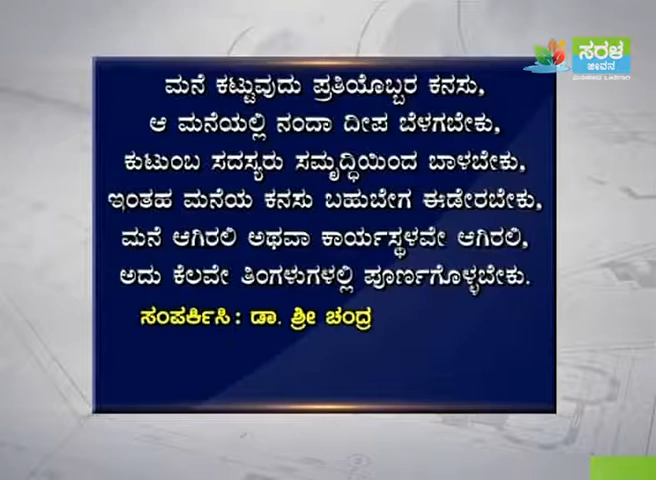 ಸರಳ
ಜೀವನ
ಮನೆ ಕಟ್ಟುವುದು ಪ್ರತಿಯೊಬ್ಬರ ಕನಸು,
ಆ ಮನೆಯಲ್ಲಿ ನಂದಾ ದೀಪ ಬೆಳಗಬೇಕು,
ಕುಟುಂಬ ಸದಸ್ಯರು ಸಮೃದ್ಧಿಯಿಂದ ಬಾಳಬೇಕು,
ಇಂತಹ ಮನೆಯ ಕನಸು ಬಹುಬೇಗ ಈಡೇರಬೇಕು,
ಮನೆ ಆಗಿರಲಿ ಅಥವಾ ಕಾರ್ಯಸ್ಥಳವೇ ಆಗಿರಲಿ,
ಅದು ಕೆಲವೇ ತಿಂಗಳುಗಳಲ್ಲಿ ಪೂರ್ಣಗೊಳ್ಳಬೇಕು.
ಸಂಪರ್ಕಿಸಿ: ಡಾ. ಶ್ರೀ ಚಂದ್ರ